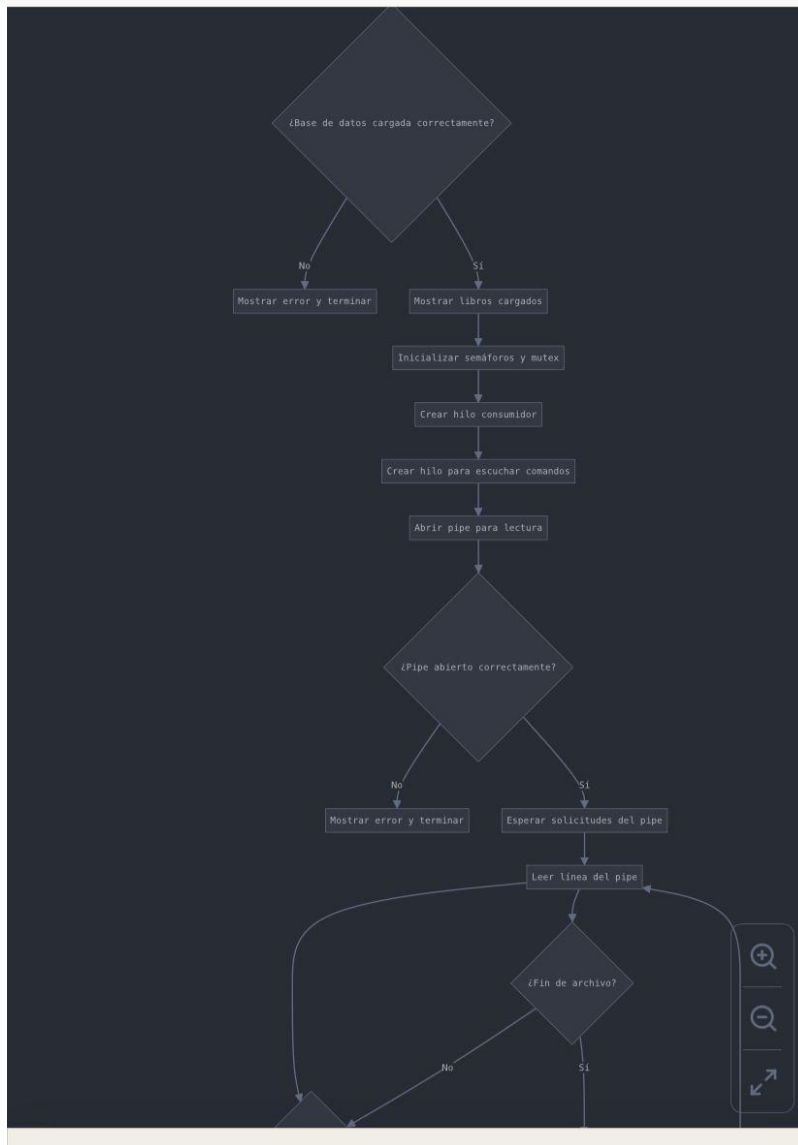 ¿Base de datos cargada correctamente?
No
Sí
Mostrar error y terminar
Mostrar libros cargados
Inicializar semáforos y mutex
Crear hilo consumidor
Crear hilo para escuchar comandos
Abrir pipe para lectura
¿Pipe abierto correctamente?
No
Sí
Mostrar error y terminar
Esperar solicitudes del pipe
Leer línea del pipe
¿Fin de archivo?
No
Sí